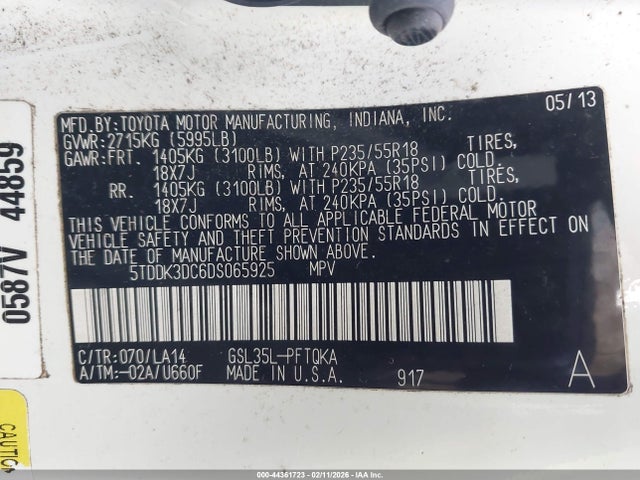 MFD.BY:TOYOTA MOTOR MANUFACTURING, INDIANA, INC. 05/13
GVWR:2715KG (5995LB)
GAWR:FRT. 1405KG (3100LB) WITH P235/55R18 TIRES,
18X7J RIMS, AT 240KPA (35PSI) COLD.
RR. 1405KG (3100LB) WITH P235/55R18 TIRES,
18X7J RIMS, AT 240KPA (35PSI) COLD.
THIS VEHICLE CONFORMS TO ALL APPLICABLE FEDERAL MOTOR
VEHICLE SAFETY AND THEFT PREVENTION STANDARDS IN EFFECT ON
THE DATE OF MANUFACTURE SHOWN ABOVE.
5TDDK3DC6DS065925 MPV
C/TR:070/LA14 GSL35L-PFTQKA
A/TM:-02A/U660F MADE IN U.S.A. 917 A
0587V 44859
CAUTIO
000-44361723 - 02/11/2026 - IAAI, Inc.